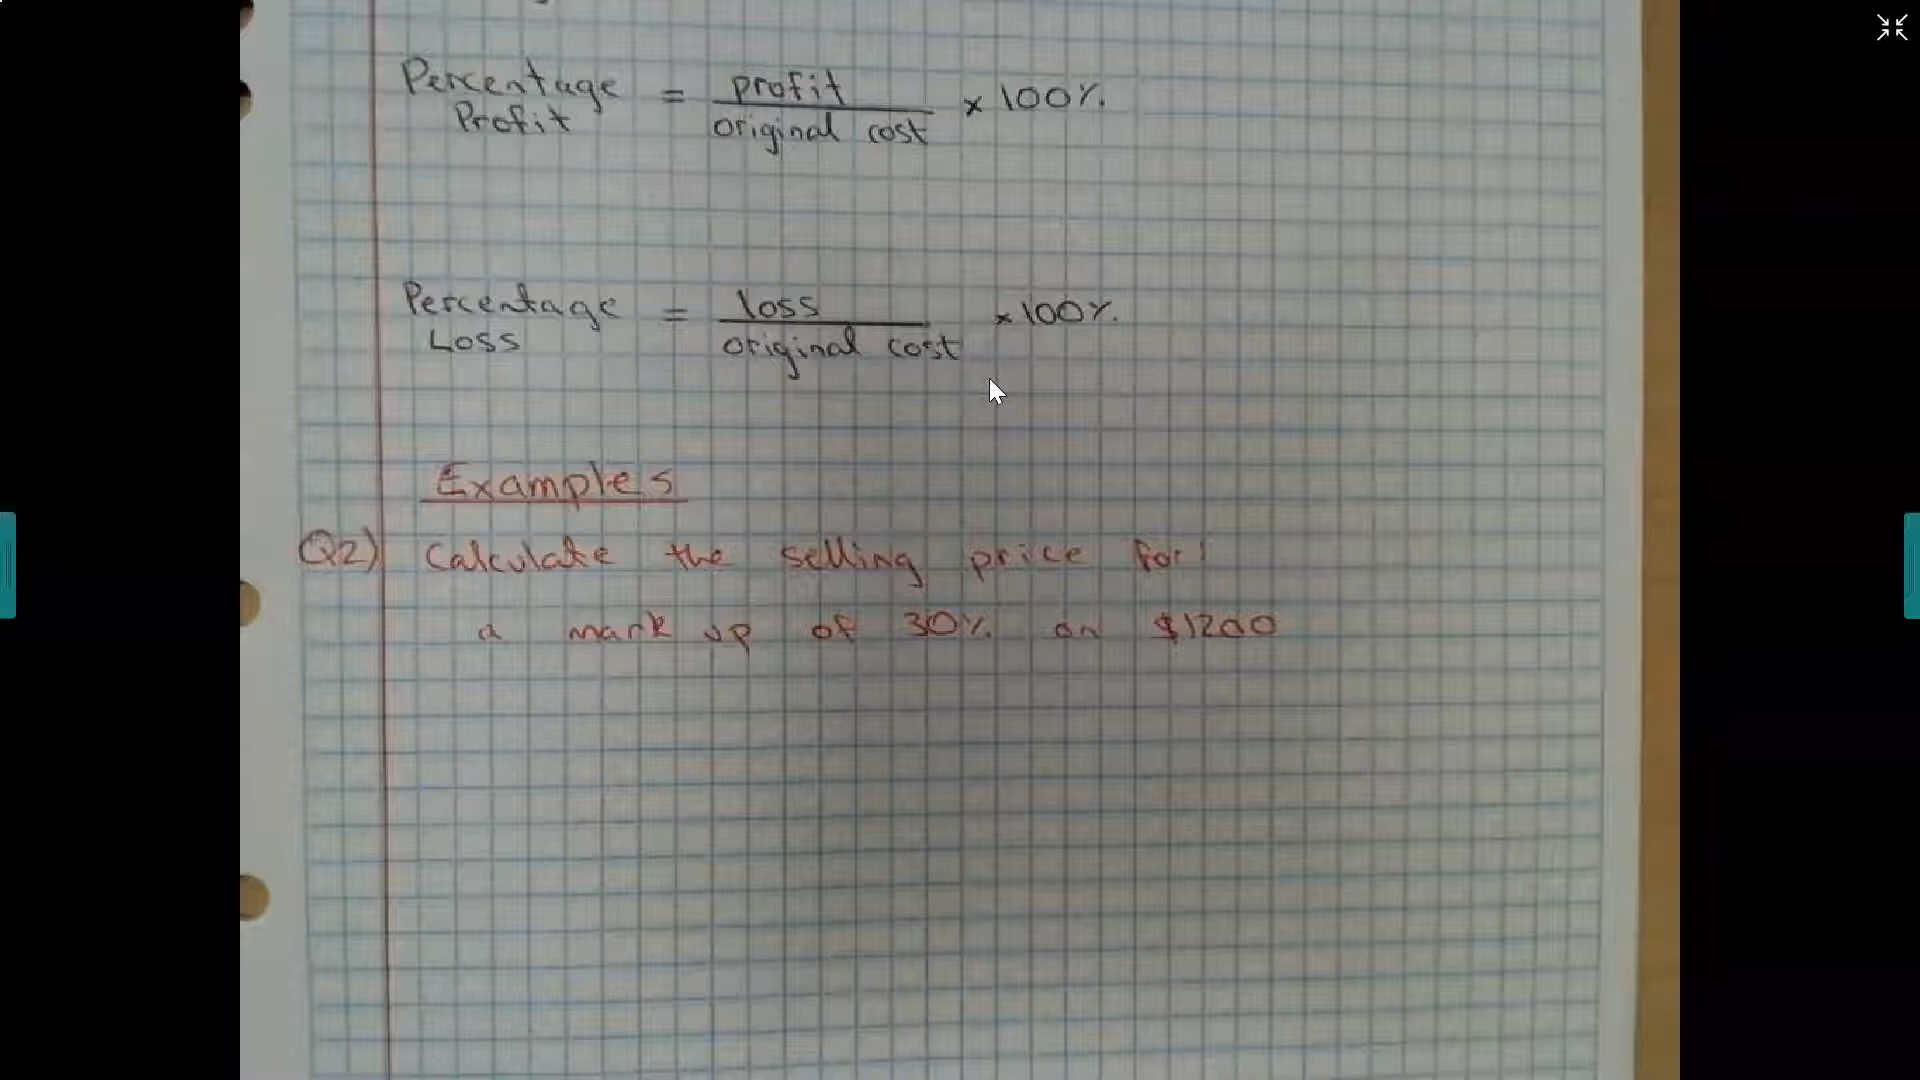 Percentage Profit = profit / original cost × 100%
Percentage Loss = loss / original cost × 100%
Examples
Q2) Calculate the selling price for:
a mark up of 30% on $1200